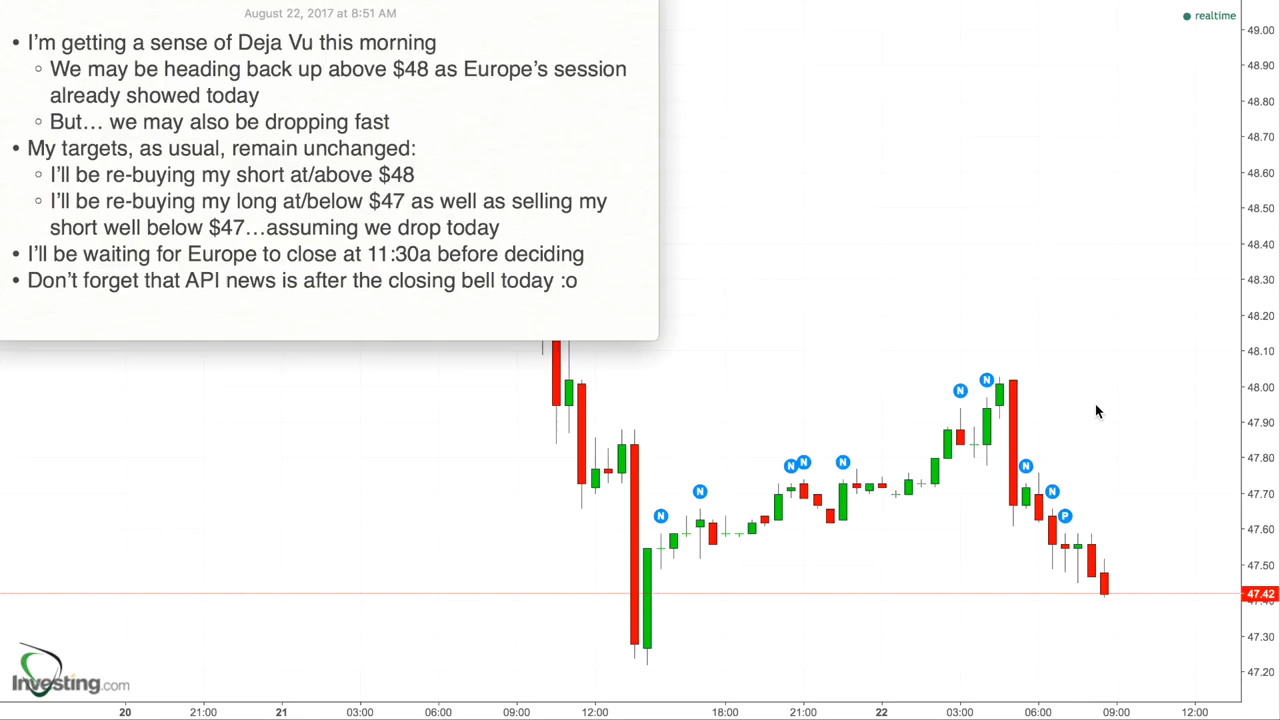 August 22, 2017 at 8:51 AM
• I’m getting a sense of Deja Vu this morning
◦ We may be heading back up above $48 as Europe’s session
already showed today
◦ But… we may also be dropping fast
• My targets, as usual, remain unchanged:
◦ I’ll be re-buying my short at/above $48
◦ I’ll be re-buying my long at/below $47 as well as selling my
short well below $47…assuming we drop today
• I’ll be waiting for Europe to close at 11:30a before deciding
• Don’t forget that API news is after the closing bell today :o
realtime
49.00
48.90
48.80
48.70
48.60
48.50
48.40
48.30
48.20
48.10
48.00
47.90
47.80
47.70
47.60
47.50
47.42
47.30
47.20
N
N
N
N
N
N
N
N
N
P
Investing.com
20
21:00
21
03:00
06:00
09:00
12:00
18:00
21:00
22
03:00
06:00
09:00
12:00